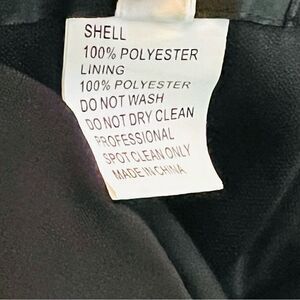 SHELL
100% POLYESTER
LINING
100% POLYESTER
DO NOT WASH
DO NOT DRY CLEAN
PROFESSIONAL
SPOT CLEAN ONLY
MADE IN CHINA